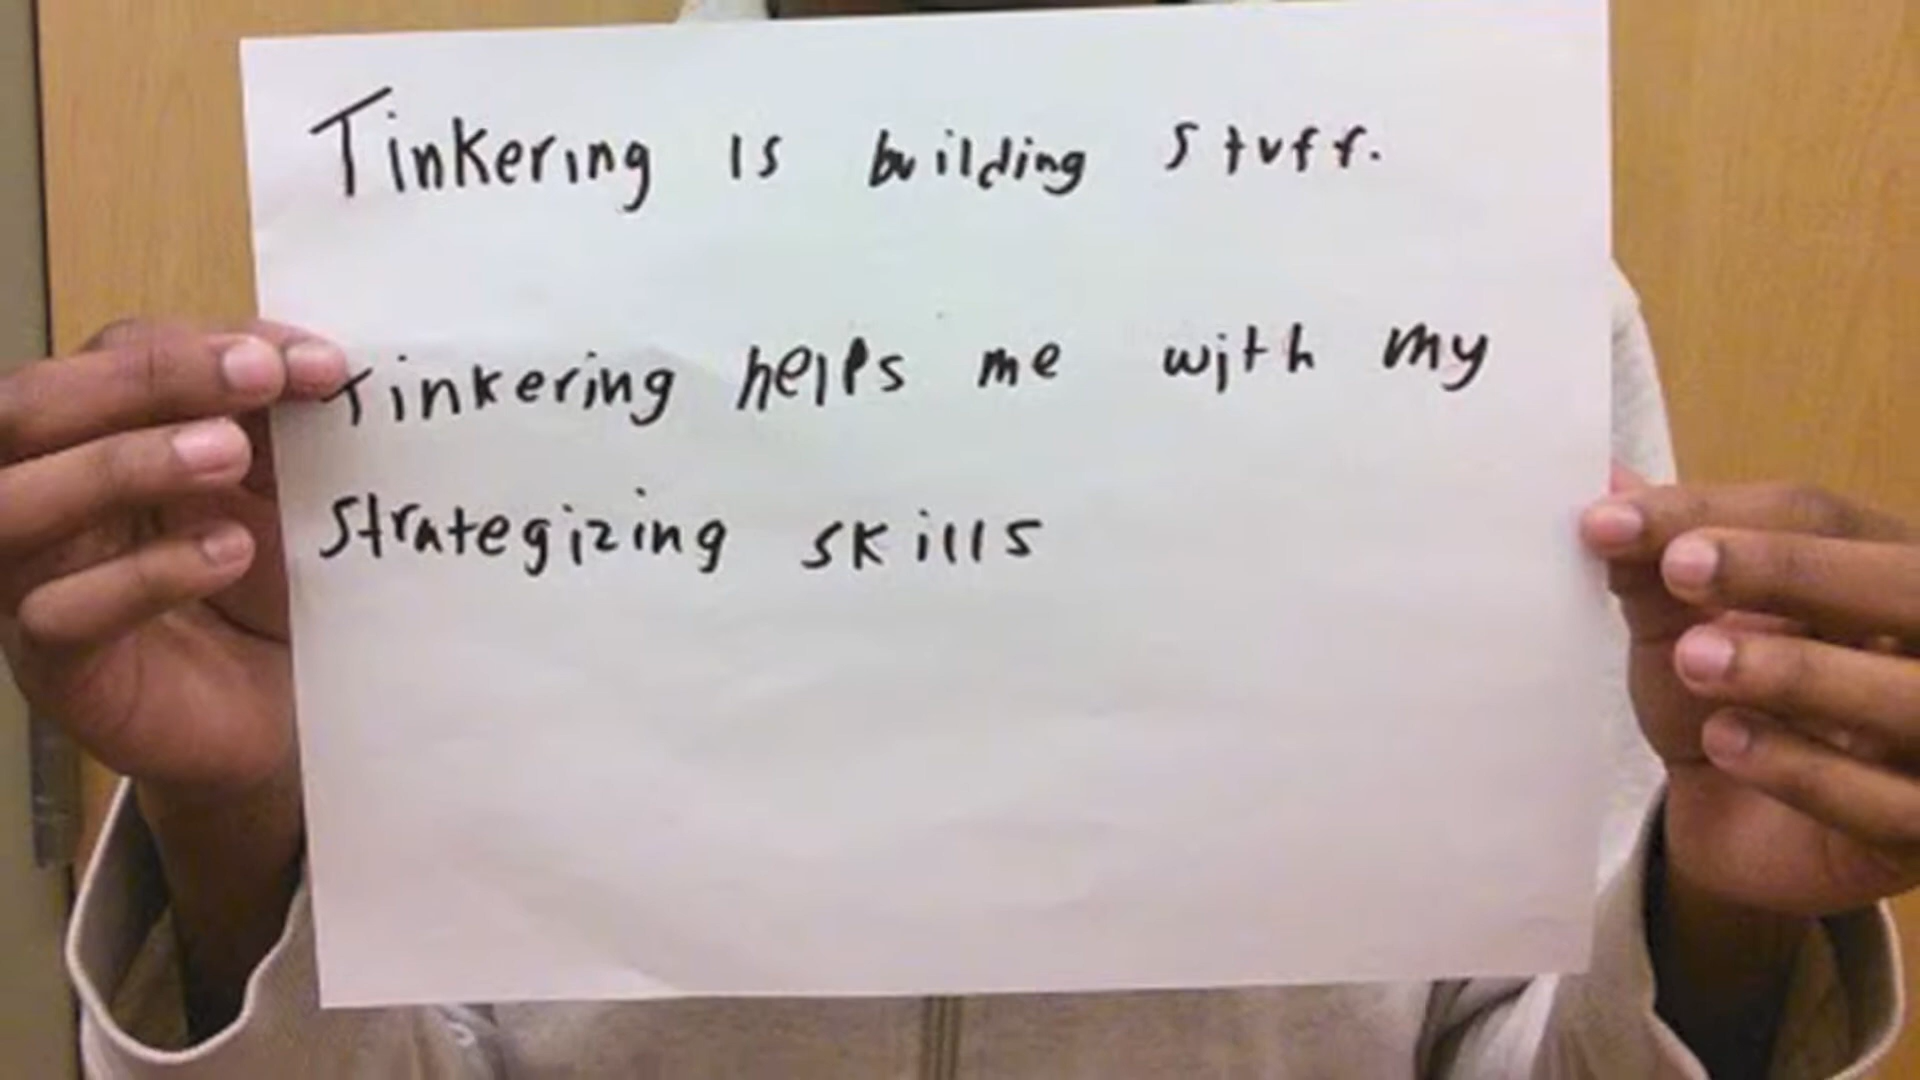 Tinkering is building stuff.
Tinkering helps me with my
strategizing skills